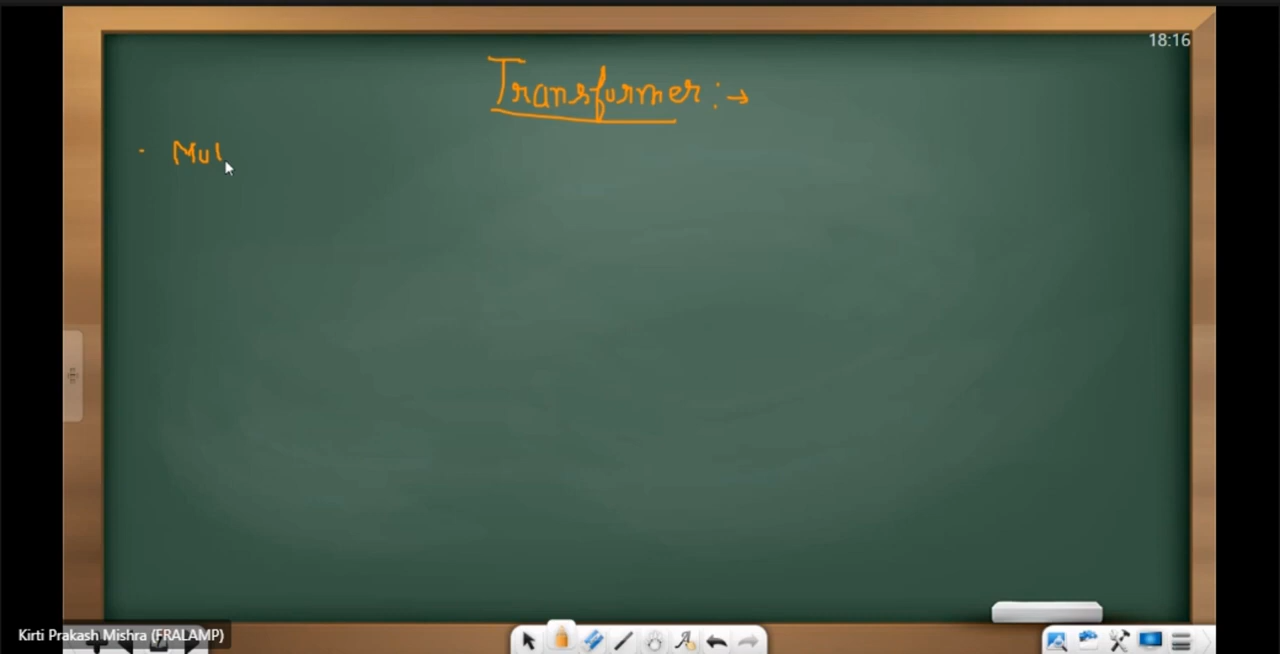 18:16
Transformer :→
· Mul
Kirti Prakash Mishra (FRALAMP)